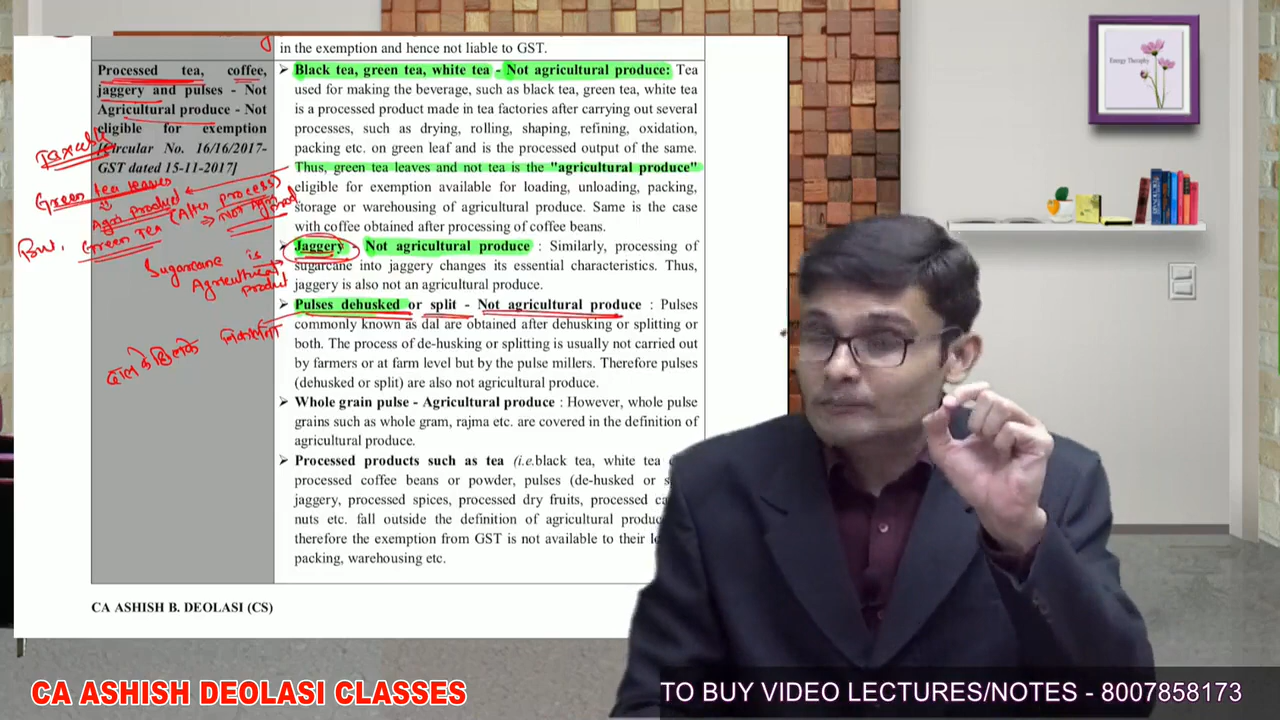 in the exemption and hence not liable to GST.
Processed tea, coffee,
jaggery and pulses - Not
Agricultural produce - Not
eligible for exemption
[Circular No. 16/16/2017-
GST dated 15-11-2017]
Taxable
Green tea leaves
Agri Product
But. Green Tea (After process)
⇒ Not Agri Prod
Sugarcane is
Agricultural
product
दाल के छिलके निकालना
➢ Black tea, green tea, white tea - Not agricultural produce: Tea
used for making the beverage, such as black tea, green tea, white tea
is a processed product made in tea factories after carrying out several
processes, such as drying, rolling, shaping, refining, oxidation,
packing etc. on green leaf and is the processed output of the same.
Thus, green tea leaves and not tea is the "agricultural produce"
eligible for exemption available for loading, unloading, packing,
storage or warehousing of agricultural produce. Same is the case
with coffee obtained after processing of coffee beans.
➢ Jaggery - Not agricultural produce : Similarly, processing of
sugarcane into jaggery changes its essential characteristics. Thus,
jaggery is also not an agricultural produce.
➢ Pulses dehusked or split - Not agricultural produce : Pulses
commonly known as dal are obtained after dehusking or splitting or
both. The process of de-husking or splitting is usually not carried out
by farmers or at farm level but by the pulse millers. Therefore pulses
(dehusked or split) are also not agricultural produce.
➢ Whole grain pulse - Agricultural produce : However, whole pulse
grains such as whole gram, rajma etc. are covered in the definition of
agricultural produce.
➢ Processed products such as tea (i.e.black tea, white tea
processed coffee beans or powder, pulses (de-husked or
jaggery, processed spices, processed dry fruits, processed
nuts etc. fall outside the definition of agricultural
therefore the exemption from GST is not available to their
packing, warehousing etc.
CA ASHISH B. DEOLASI (CS)
Energy Theraphy
CA ASHISH DEOLASI CLASSES
TO BUY VIDEO LECTURES/NOTES - 8007858173